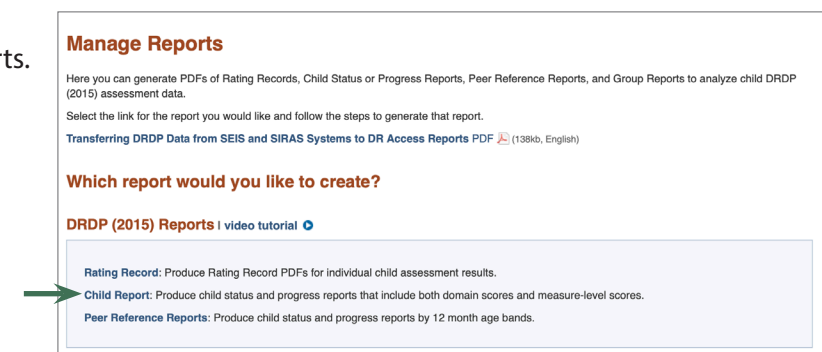 rts.
Manage Reports
Here you can generate PDFs of Rating Records, Child Status or Progress Reports, Peer Reference Reports, and Group Reports to analyze child DRDP
(2015) assessment data.
Select the link for the report you would like and follow the steps to generate that report.
Transferring DRDP Data from SEIS and SIRAS Systems to DR Access Reports PDF (138kb, English)
Which report would you like to create?
DRDP (2015) Reports | video tutorial
Rating Record: Produce Rating Record PDFs for individual child assessment results.
Child Report: Produce child status and progress reports that include both domain scores and measure-level scores.
Peer Reference Reports: Produce child status and progress reports by 12 month age bands.